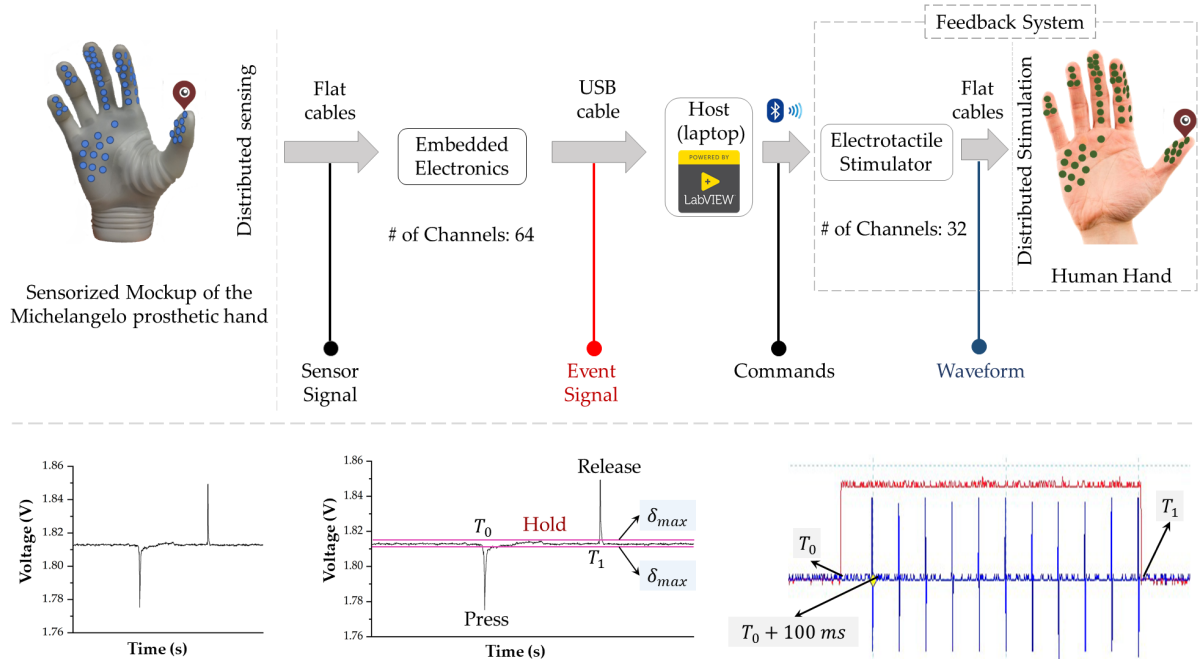 Feedback System
Distributed sensing
Flat
cables
Embedded
Electronics
# of Channels: 64
USB
cable
Host
(laptop)
POWERED BY
LabVIEW
Electrotactile
Stimulator
# of Channels: 32
Flat
cables
Distributed Stimulation
Human Hand
Sensorized Mockup of the
Michelangelo prosthetic hand
Sensor
Signal
Event
Signal
Commands
Waveform
1.86
1.84
1.82
1.80
1.78
1.76
Voltage (V)
Time (s)
1.86
1.84
1.82
1.80
1.78
1.76
Voltage (V)
Time (s)
Release
T₀
Hold
T₁
δmax
δmax
Press
T₀
T₁
T₀ + 100 ms